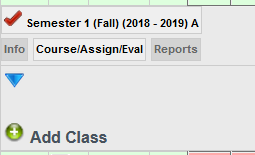 Semester 1 (Fall) (2018 - 2019) A
Info Course/Assign/Eval Reports
Add Class